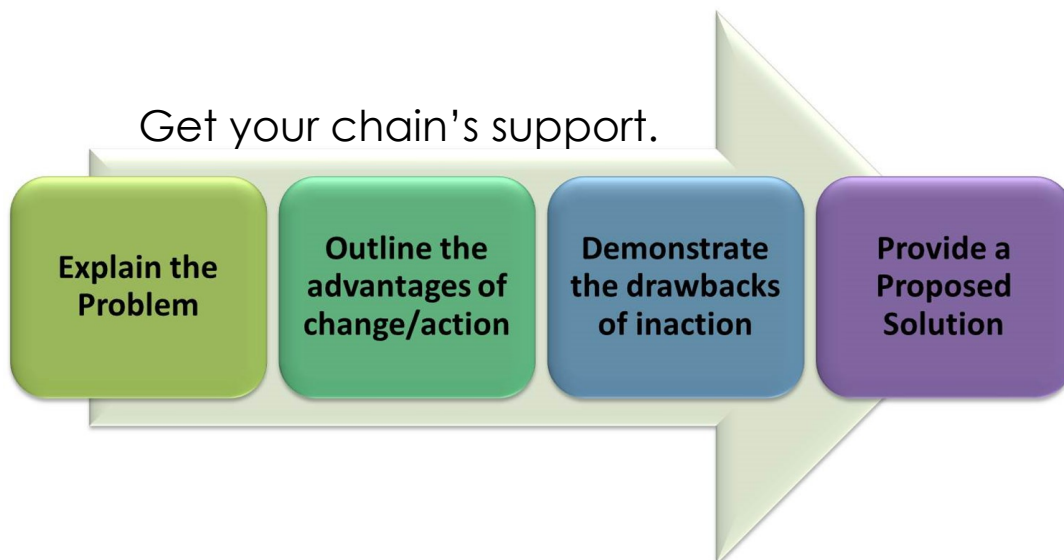 Get your chain’s support.
Explain the
Problem
Outline the
advantages of
change/action
Demonstrate
the drawbacks
of inaction
Provide a
Proposed
Solution